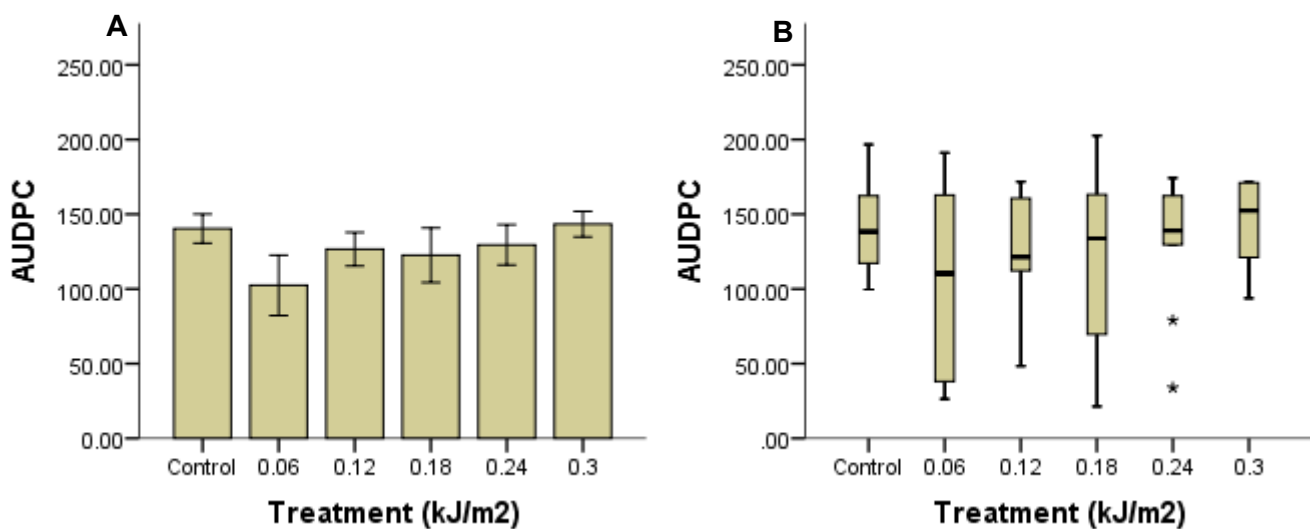 A
250.00
200.00
150.00
100.00
50.00
0.00
AUDPC
Control 0.06 0.12 0.18 0.24 0.3
Treatment (kJ/m2)
B
250.00
200.00
150.00
100.00
50.00
.00
AUDPC
*
*
Control 0.06 0.12 0.18 0.24 0.3
Treatment (kJ/m2)